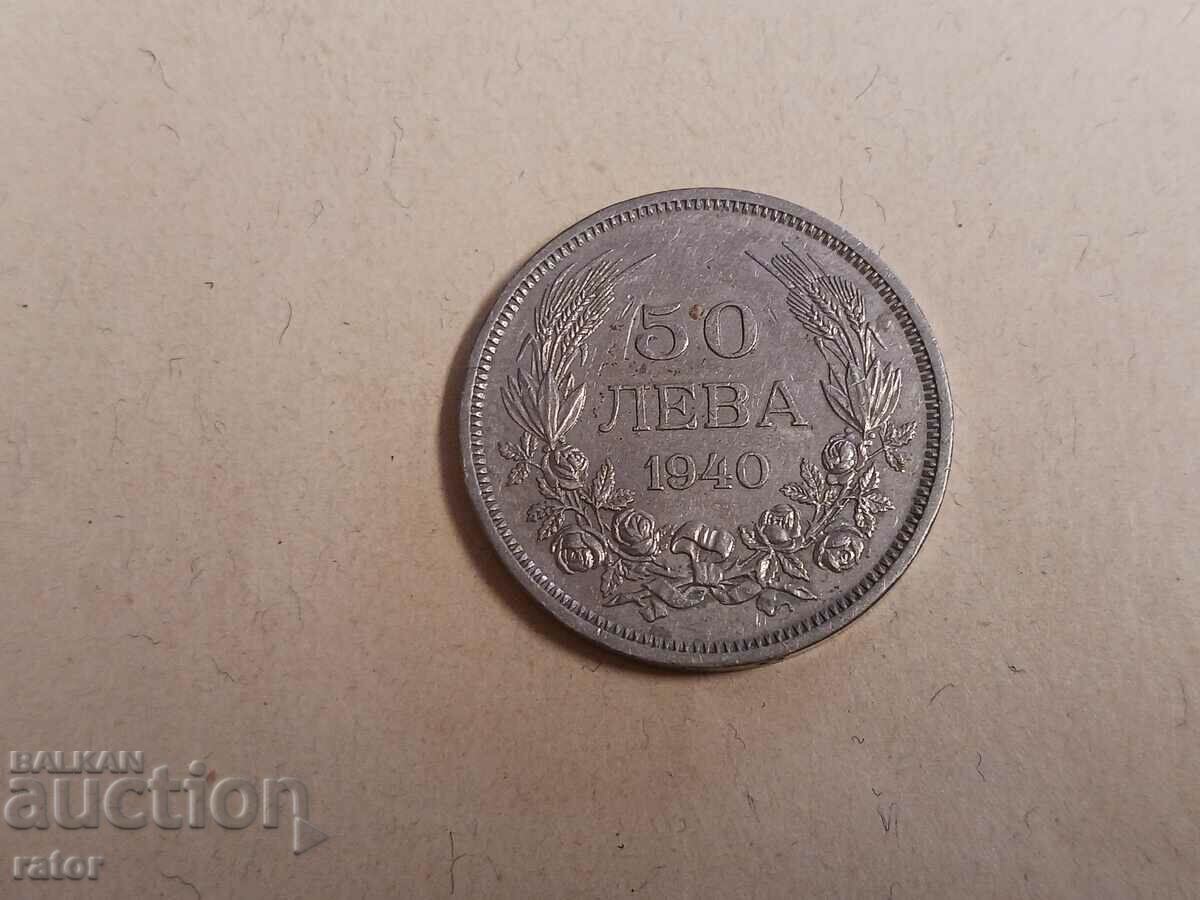 50
ЛЕВА
1940
BALKAN
auction
rator